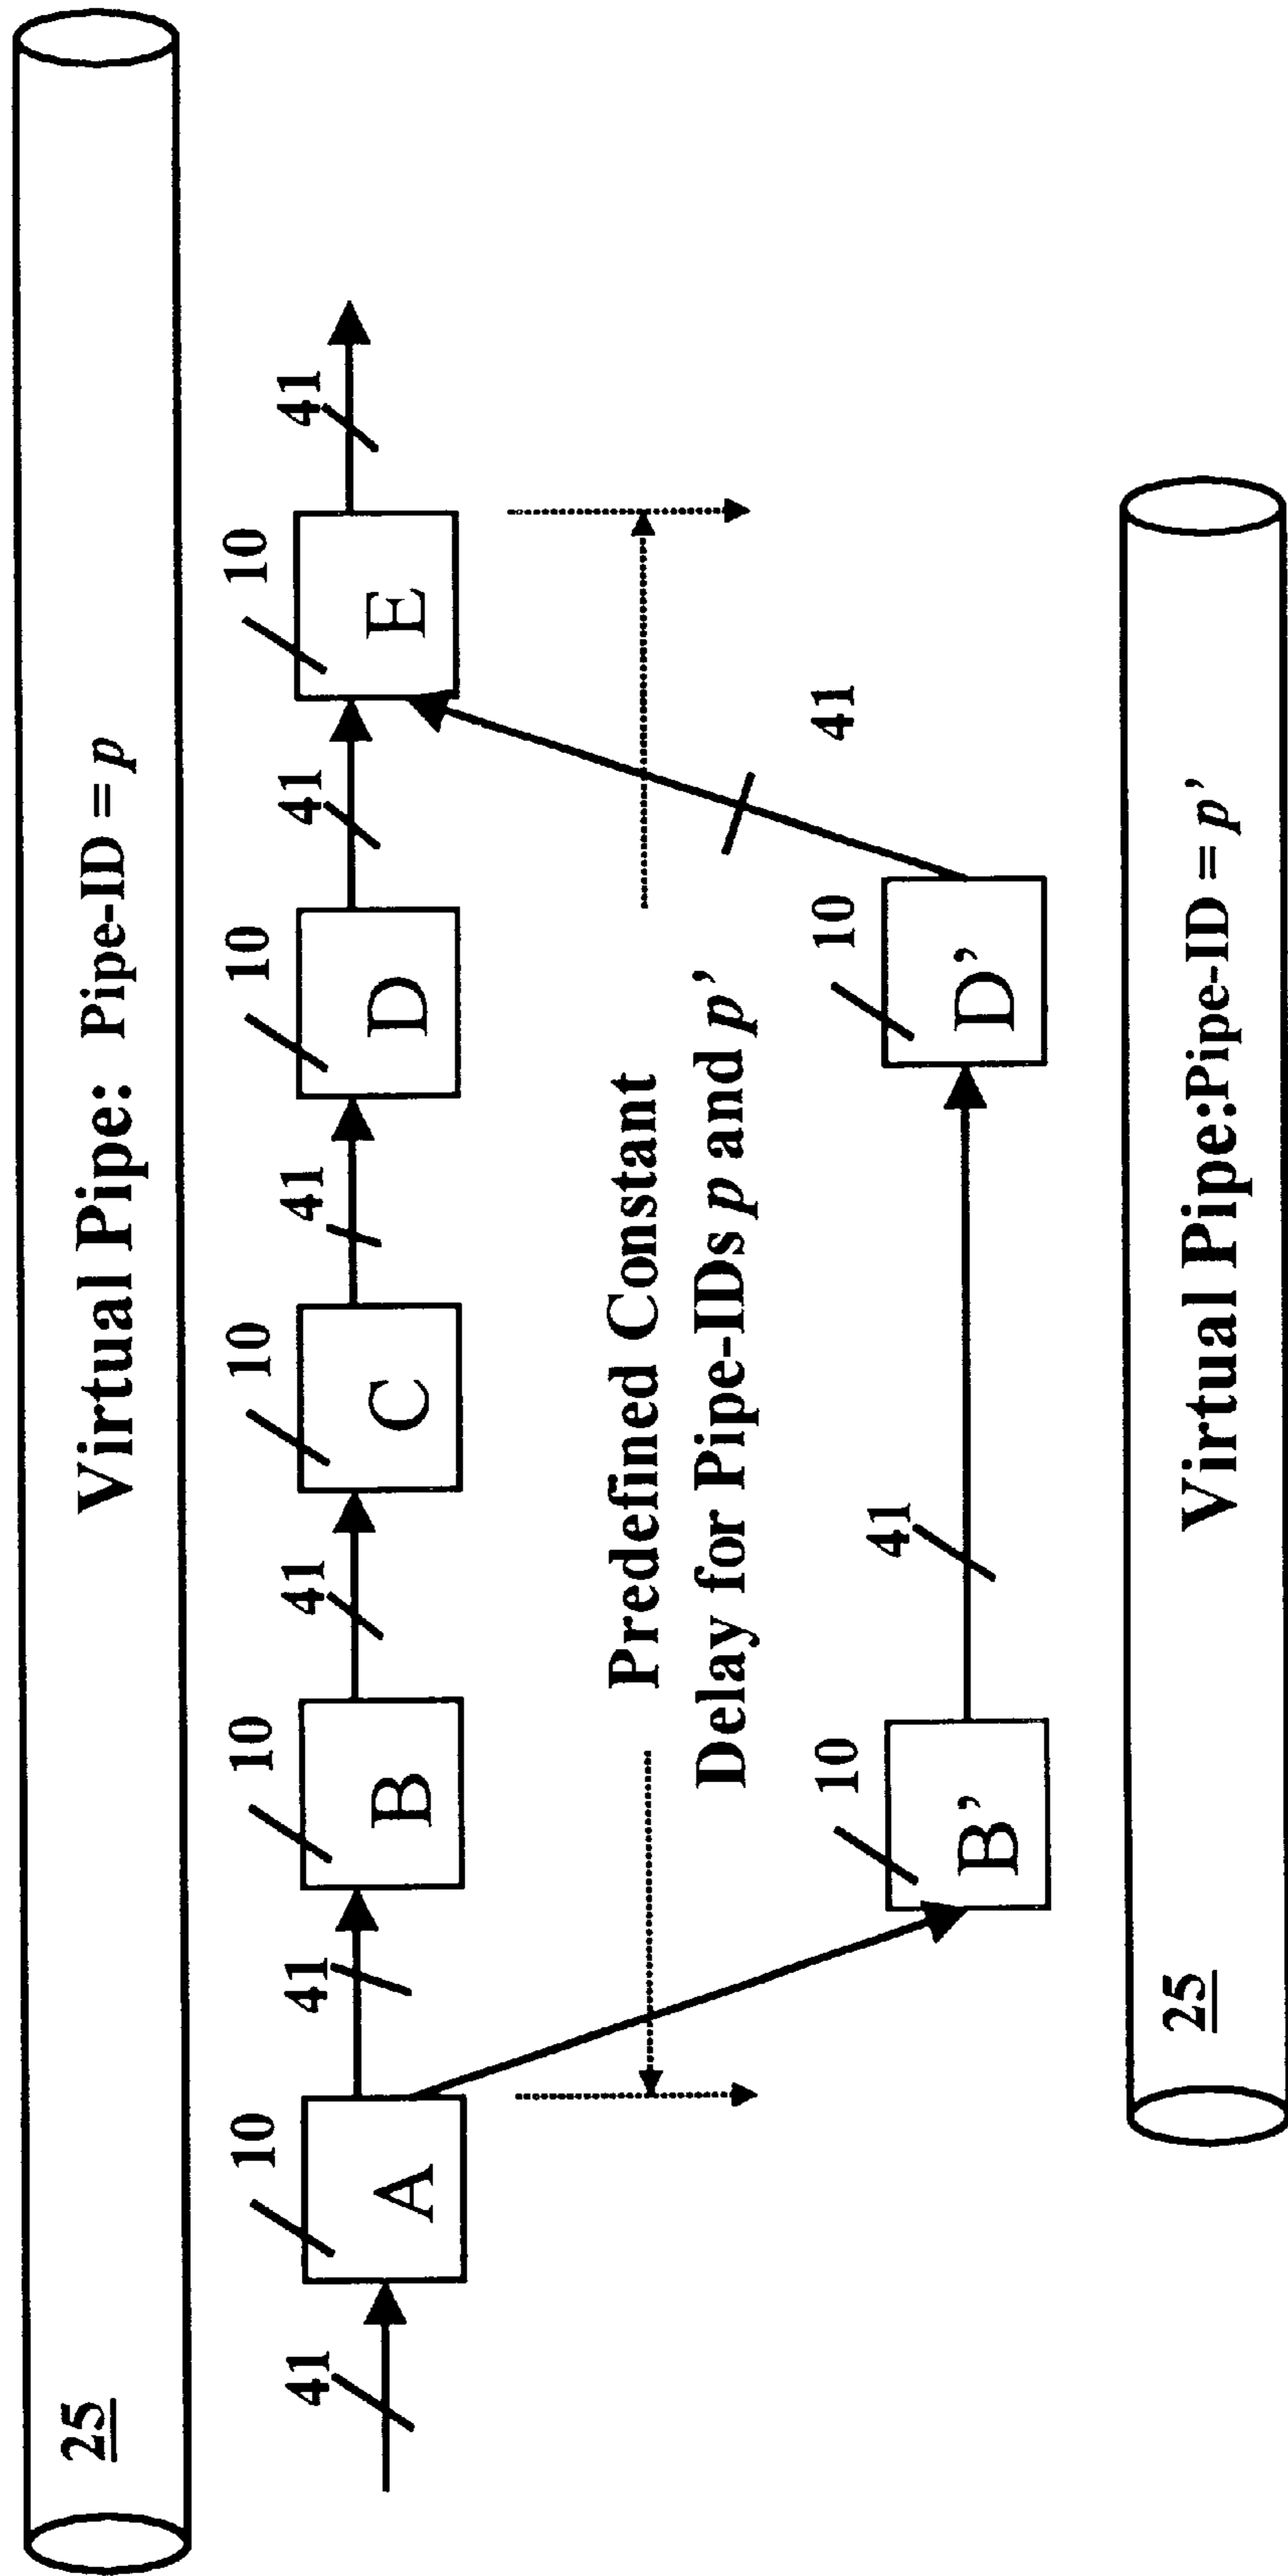 Virtual Pipe: Pipe-ID = p
25
10
10
10
10
10
41
41
41
41
41
41
A
B
C
D
E
Predefined Constant
Delay for Pipe-IDs p and p'
41
10
10
41
B'
D'
Virtual Pipe:Pipe-ID = p'
25